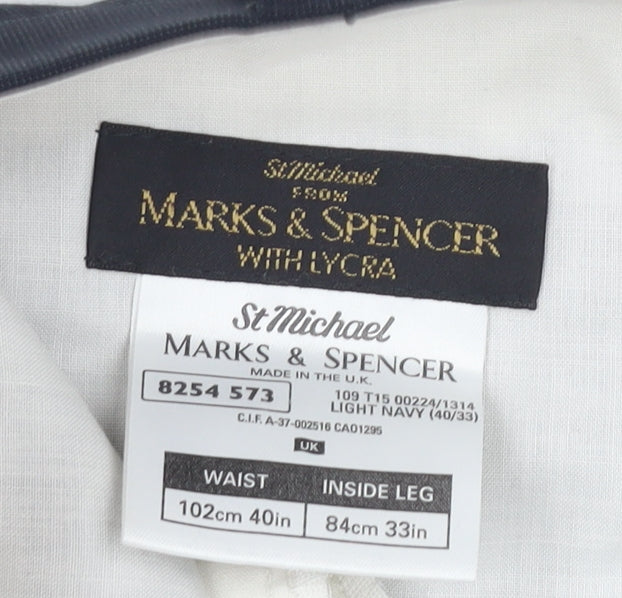 St Michael
FROM
MARKS & SPENCER
WITH LYCRA
St Michael
MARKS & SPENCER
MADE IN THE U.K.
8254 573
109 T15 00224/1314
LIGHT NAVY (40/33)
C.I.F. A-37-002516 CA01295
UK
WAIST INSIDE LEG
102cm 40in 84cm 33in